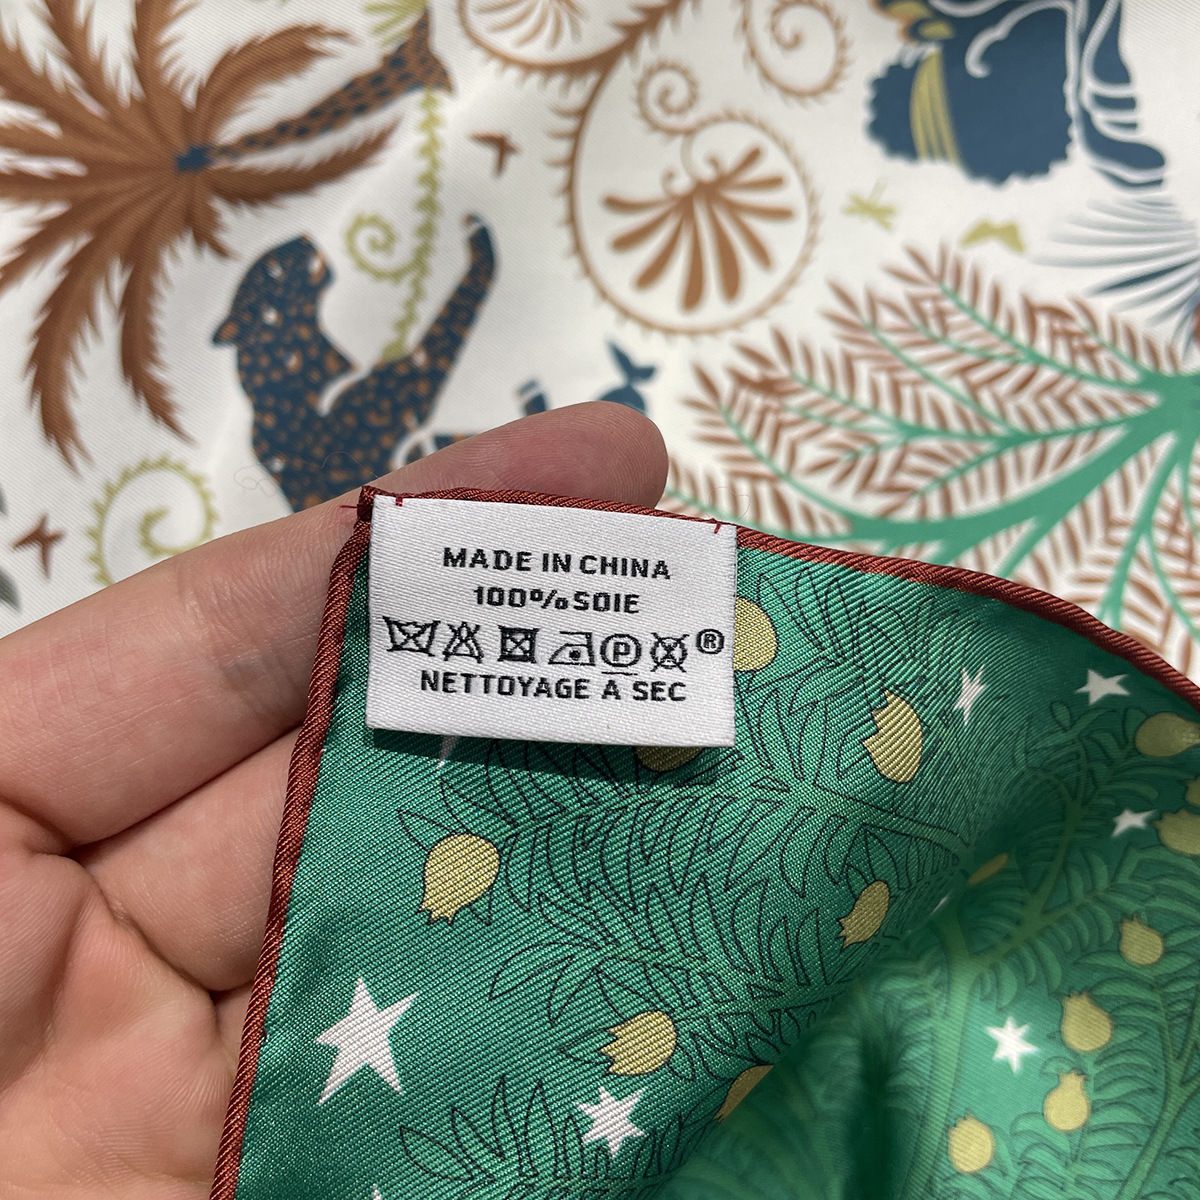 MADE IN CHINA
100% SOIE
P ®
NETTOYAGE A SEC